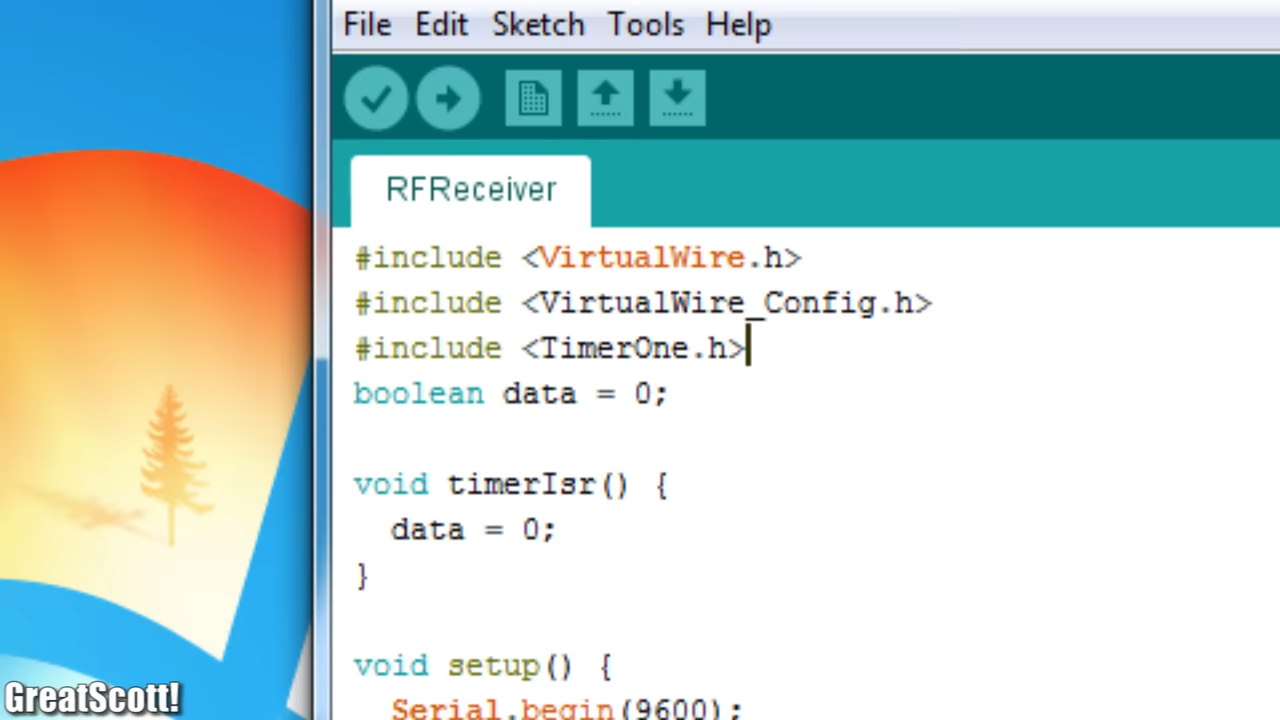 File Edit Sketch Tools Help
RFReceiver
#include <VirtualWire.h>
#include <VirtualWire_Config.h>
#include <TimerOne.h>
boolean data = 0;
void timerIsr() {
data = 0;
}
void setup() {
Serial.begin(9600);
GreatScott!